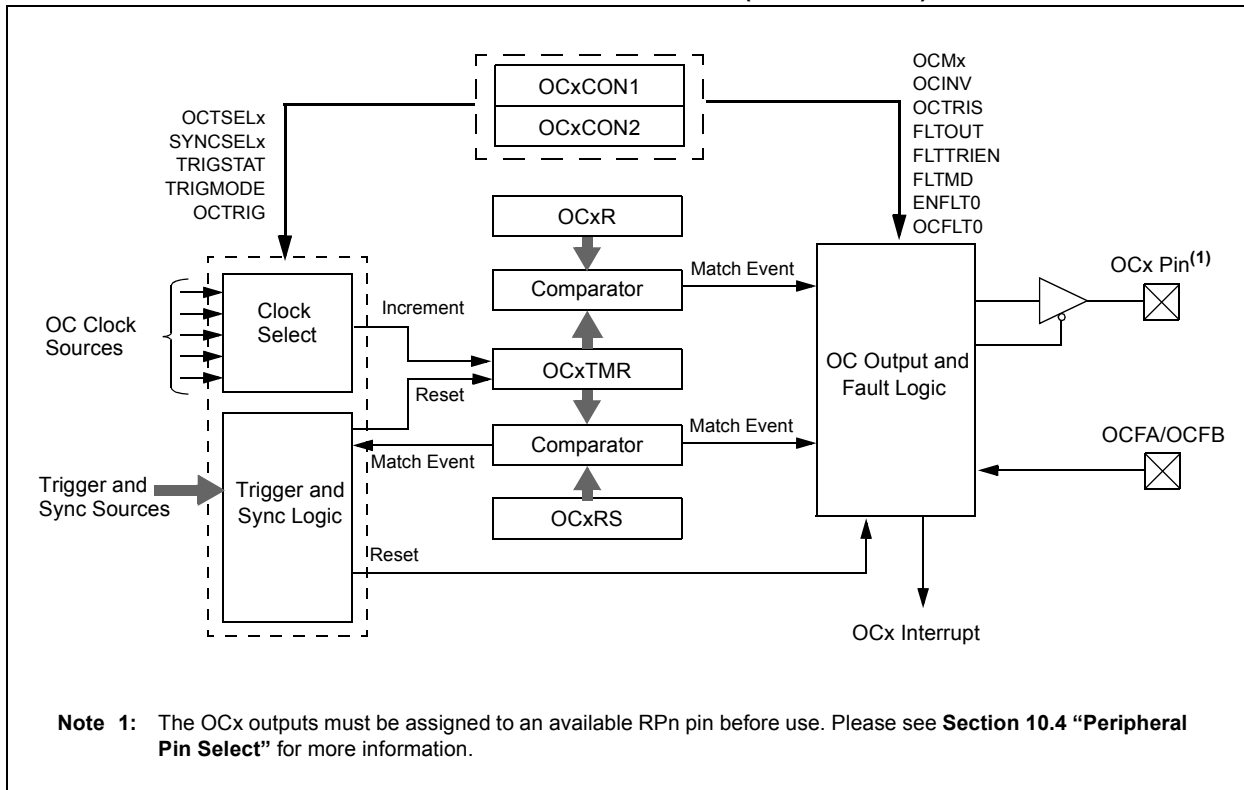 OCxCON1
OCxCON2
OCTSELx
SYNCSELx
TRIGSTAT
TRIGMODE
OCTRIG
OCMx
OCINV
OCTRIS
FLTOUT
FLTTRIEN
FLTMD
ENFLT0
OCFLT0
OCxR
Match Event
Comparator
OCx Pin(1)
Clock
Select
Increment
OC Clock
Sources
OCxTMR
Reset
OC Output and
Fault Logic
Match Event
Comparator
Match Event
OCFA/OCFB
Trigger and
Sync Sources
Trigger and
Sync Logic
OCxRS
Reset
OCx Interrupt
Note 1: The OCx outputs must be assigned to an available RPn pin before use. Please see Section 10.4 “Peripheral
Pin Select” for more information.